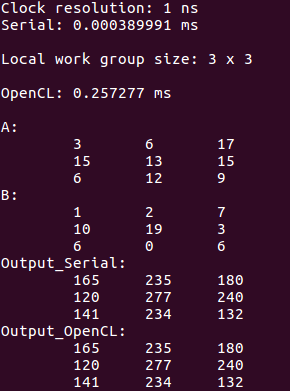 Clock resolution: 1 ns
Serial: 0.000389991 ms
Local work group size: 3 x 3
OpenCL: 0.257277 ms
A:
3 6 17
15 13 15
6 12 9
B:
1 2 7
10 19 3
6 0 6
Output_Serial:
165 235 180
120 277 240
141 234 132
Output_OpenCL:
165 235 180
120 277 240
141 234 132